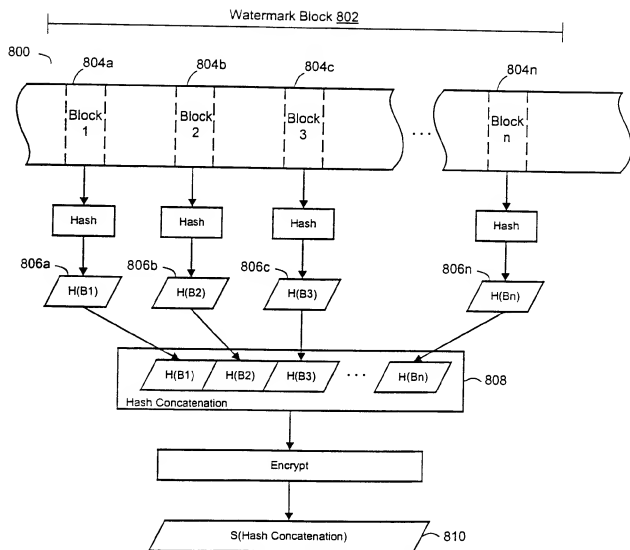 Watermark Block 802
800
804a
804b
804c
804n
Block
1
Block
2
Block
3
...
Block
n
Hash
Hash
Hash
Hash
806a
806b
806c
806n
H(B1)
H(B2)
H(B3)
H(Bn)
H(B1)
H(B2)
H(B3)
...
H(Bn)
808
Hash Concatenation
Encrypt
S(Hash Concatenation)
810